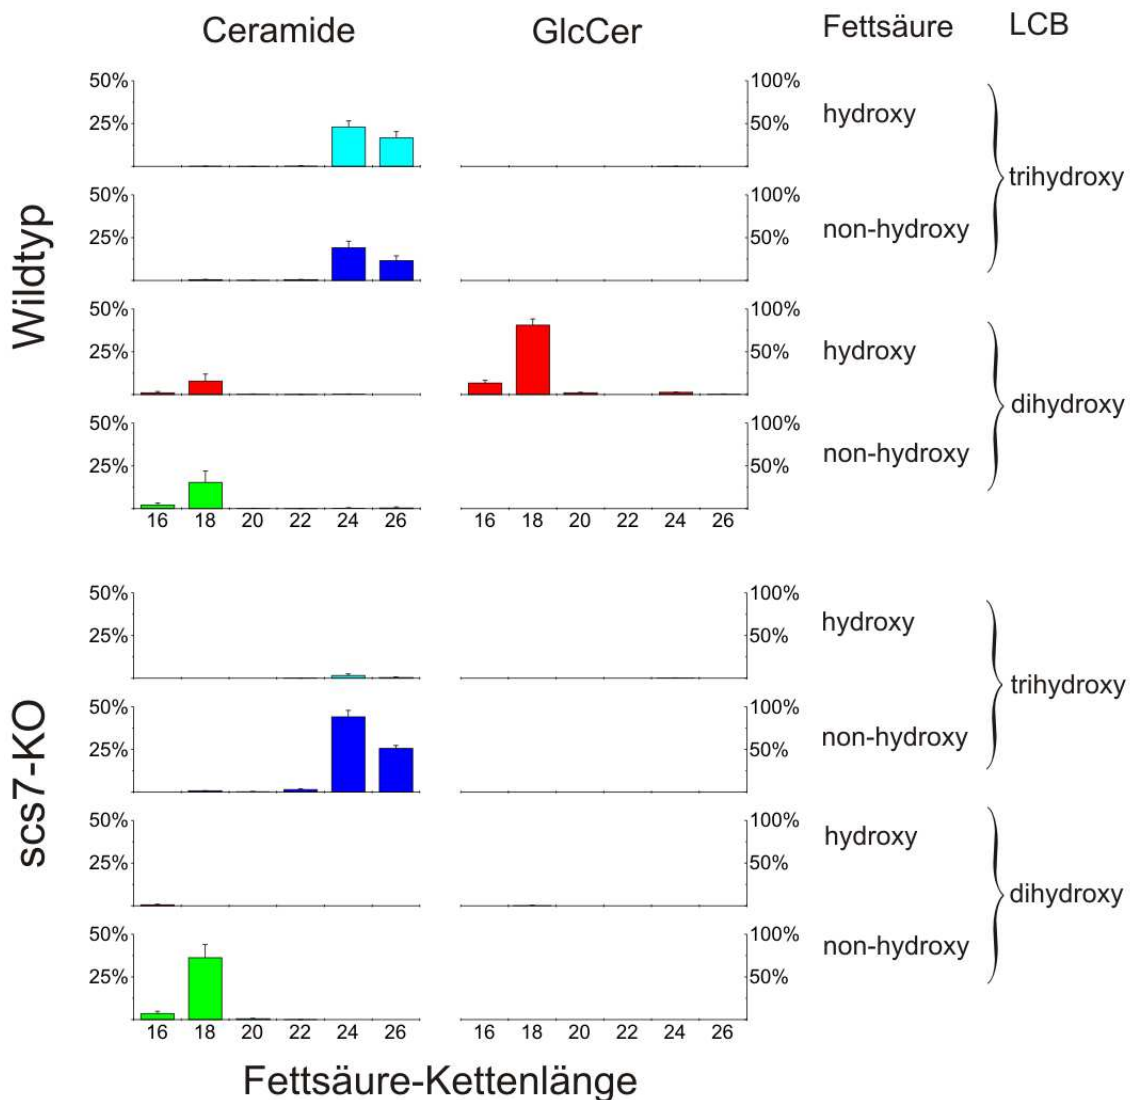 Ceramide GlcCer Fettsäure LCB
Wildtyp
50% 100%
25% 50%
hydroxy
trihydroxy
50% 100%
25% 50%
non-hydroxy
50% 100%
25% 50%
hydroxy
dihydroxy
50% 100%
25% 50%
non-hydroxy
16 18 20 22 24 26 16 18 20 22 24 26
scs7-KO
50% 100%
25% 50%
hydroxy
trihydroxy
50% 100%
25% 50%
non-hydroxy
50% 100%
25% 50%
hydroxy
dihydroxy
50% 100%
25% 50%
non-hydroxy
16 18 20 22 24 26 16 18 20 22 24 26
Fettsäure-Kettenlänge